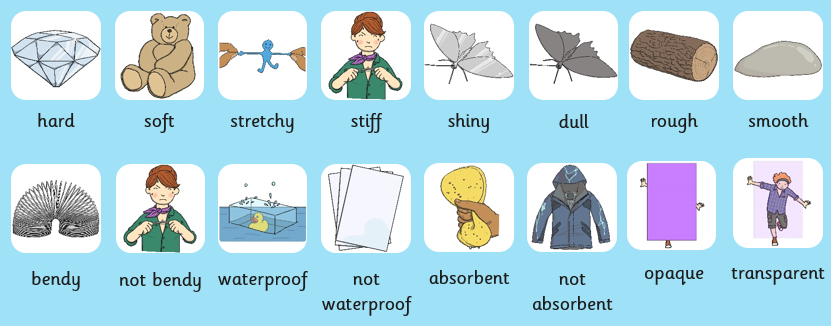 hard
soft
stretchy
stiff
shiny
dull
rough
smooth
bendy
not bendy
waterproof
not
waterproof
absorbent
not
absorbent
opaque
transparent